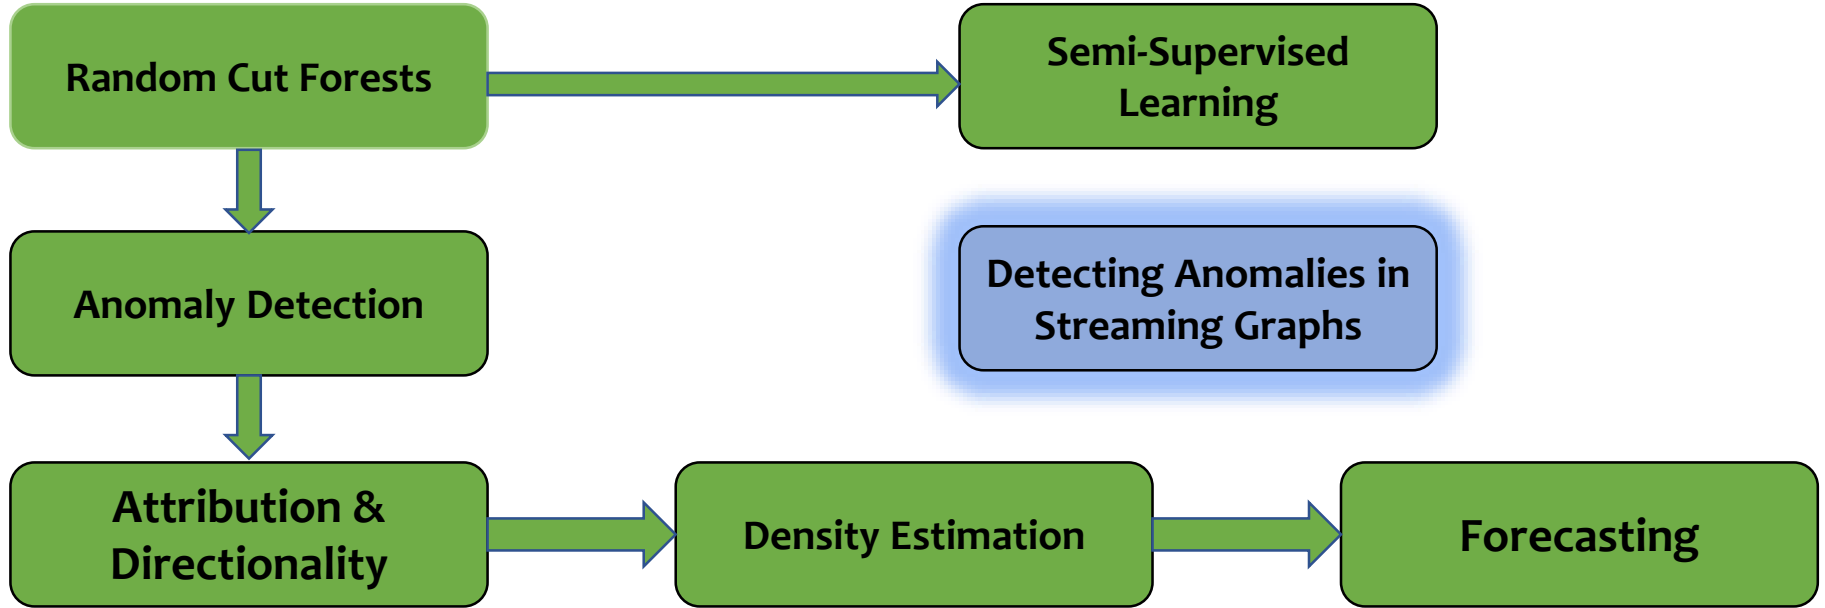 Random Cut Forests
Semi-Supervised
Learning
Anomaly Detection
Detecting Anomalies in
Streaming Graphs
Attribution &
Directionality
Density Estimation
Forecasting